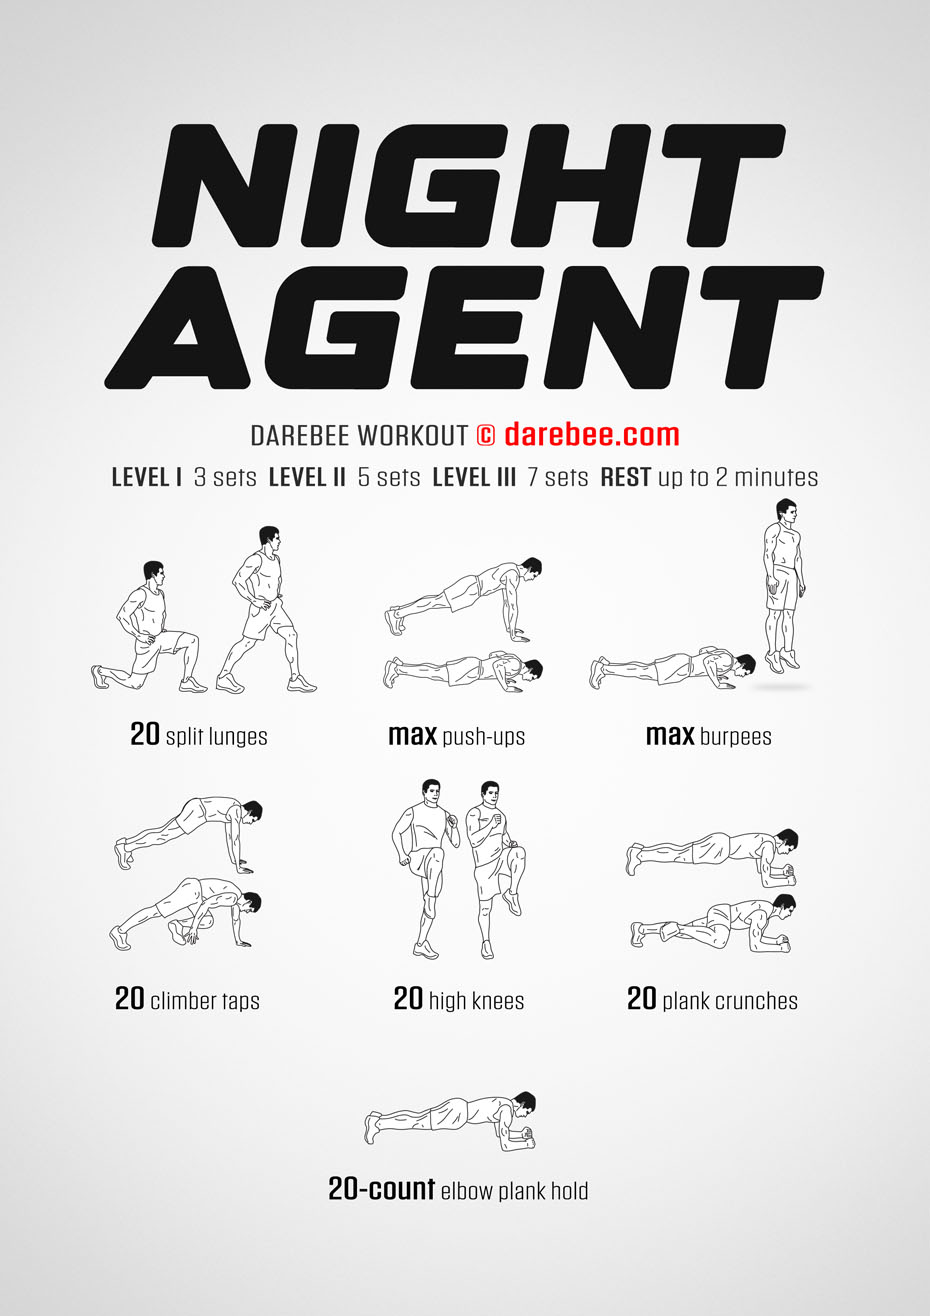 NIGHT
AGENT
DAREBEE WORKOUT © darebee.com
LEVEL I 3 sets LEVEL II 5 sets LEVEL III 7 sets REST up to 2 minutes
20 split lunges
max push-ups
max burpees
20 climber taps
20 high knees
20 plank crunches
20-count elbow plank hold